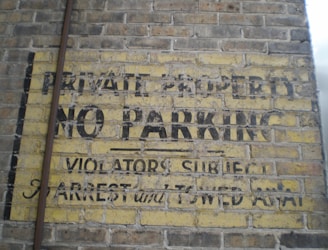 PRIVATE PROPERTY
NO PARKING
VIOLATORS SUBJECT
To ARREST and TOWED AWAY